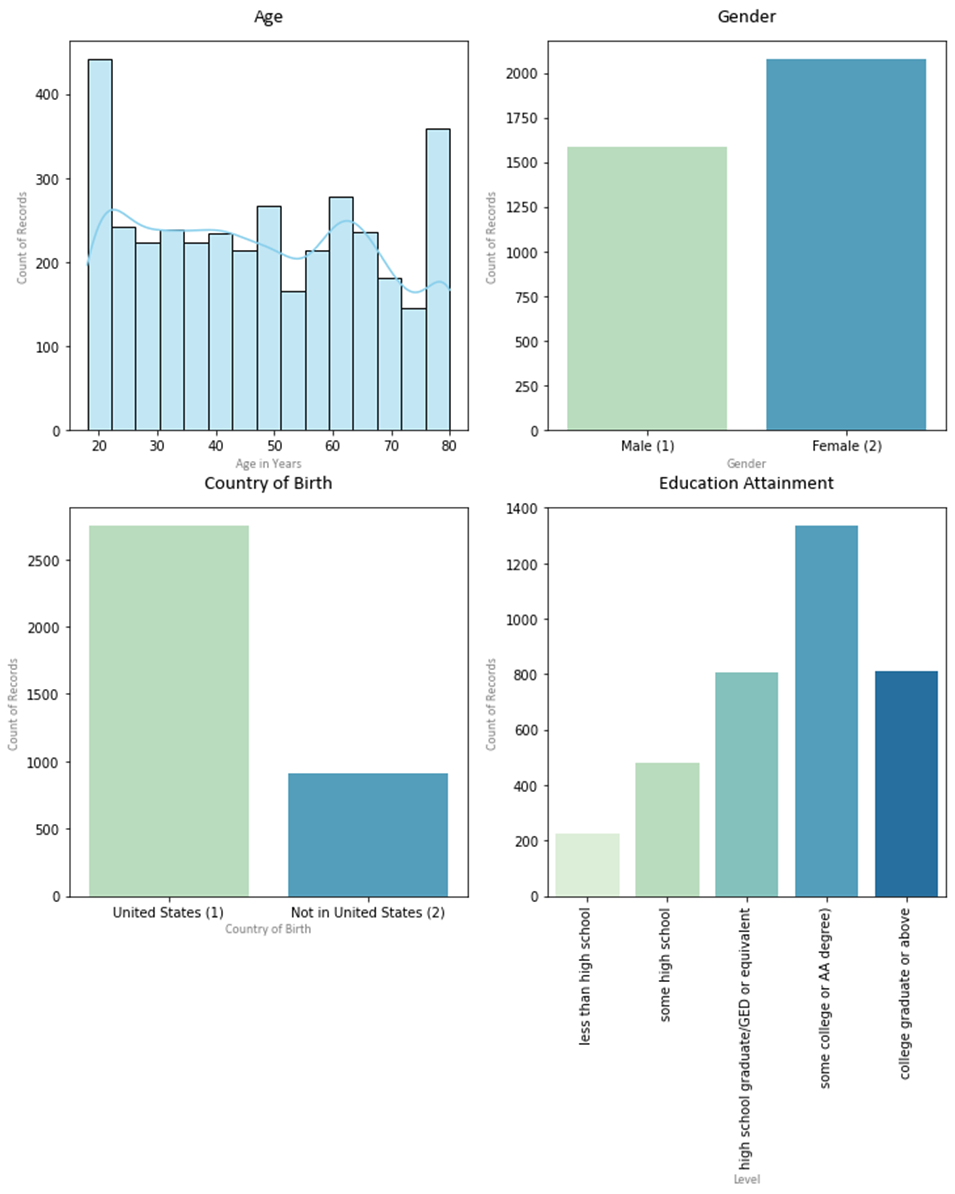 Age
Count of Records
400
300
200
100
0
20 30 40 50 60 70 80
Age in Years
Gender
Count of Records
2000
1750
1500
1250
1000
750
500
250
0
Male (1) Female (2)
Gender
Country of Birth
Count of Records
2500
2000
1500
1000
500
0
United States (1) Not in United States (2)
Country of Birth
Education Attainment
Count of Records
1400
1200
1000
800
600
400
200
0
less than high school
some high school
high school graduate/GED or equivalent
some college or AA degree)
college graduate or above
Level